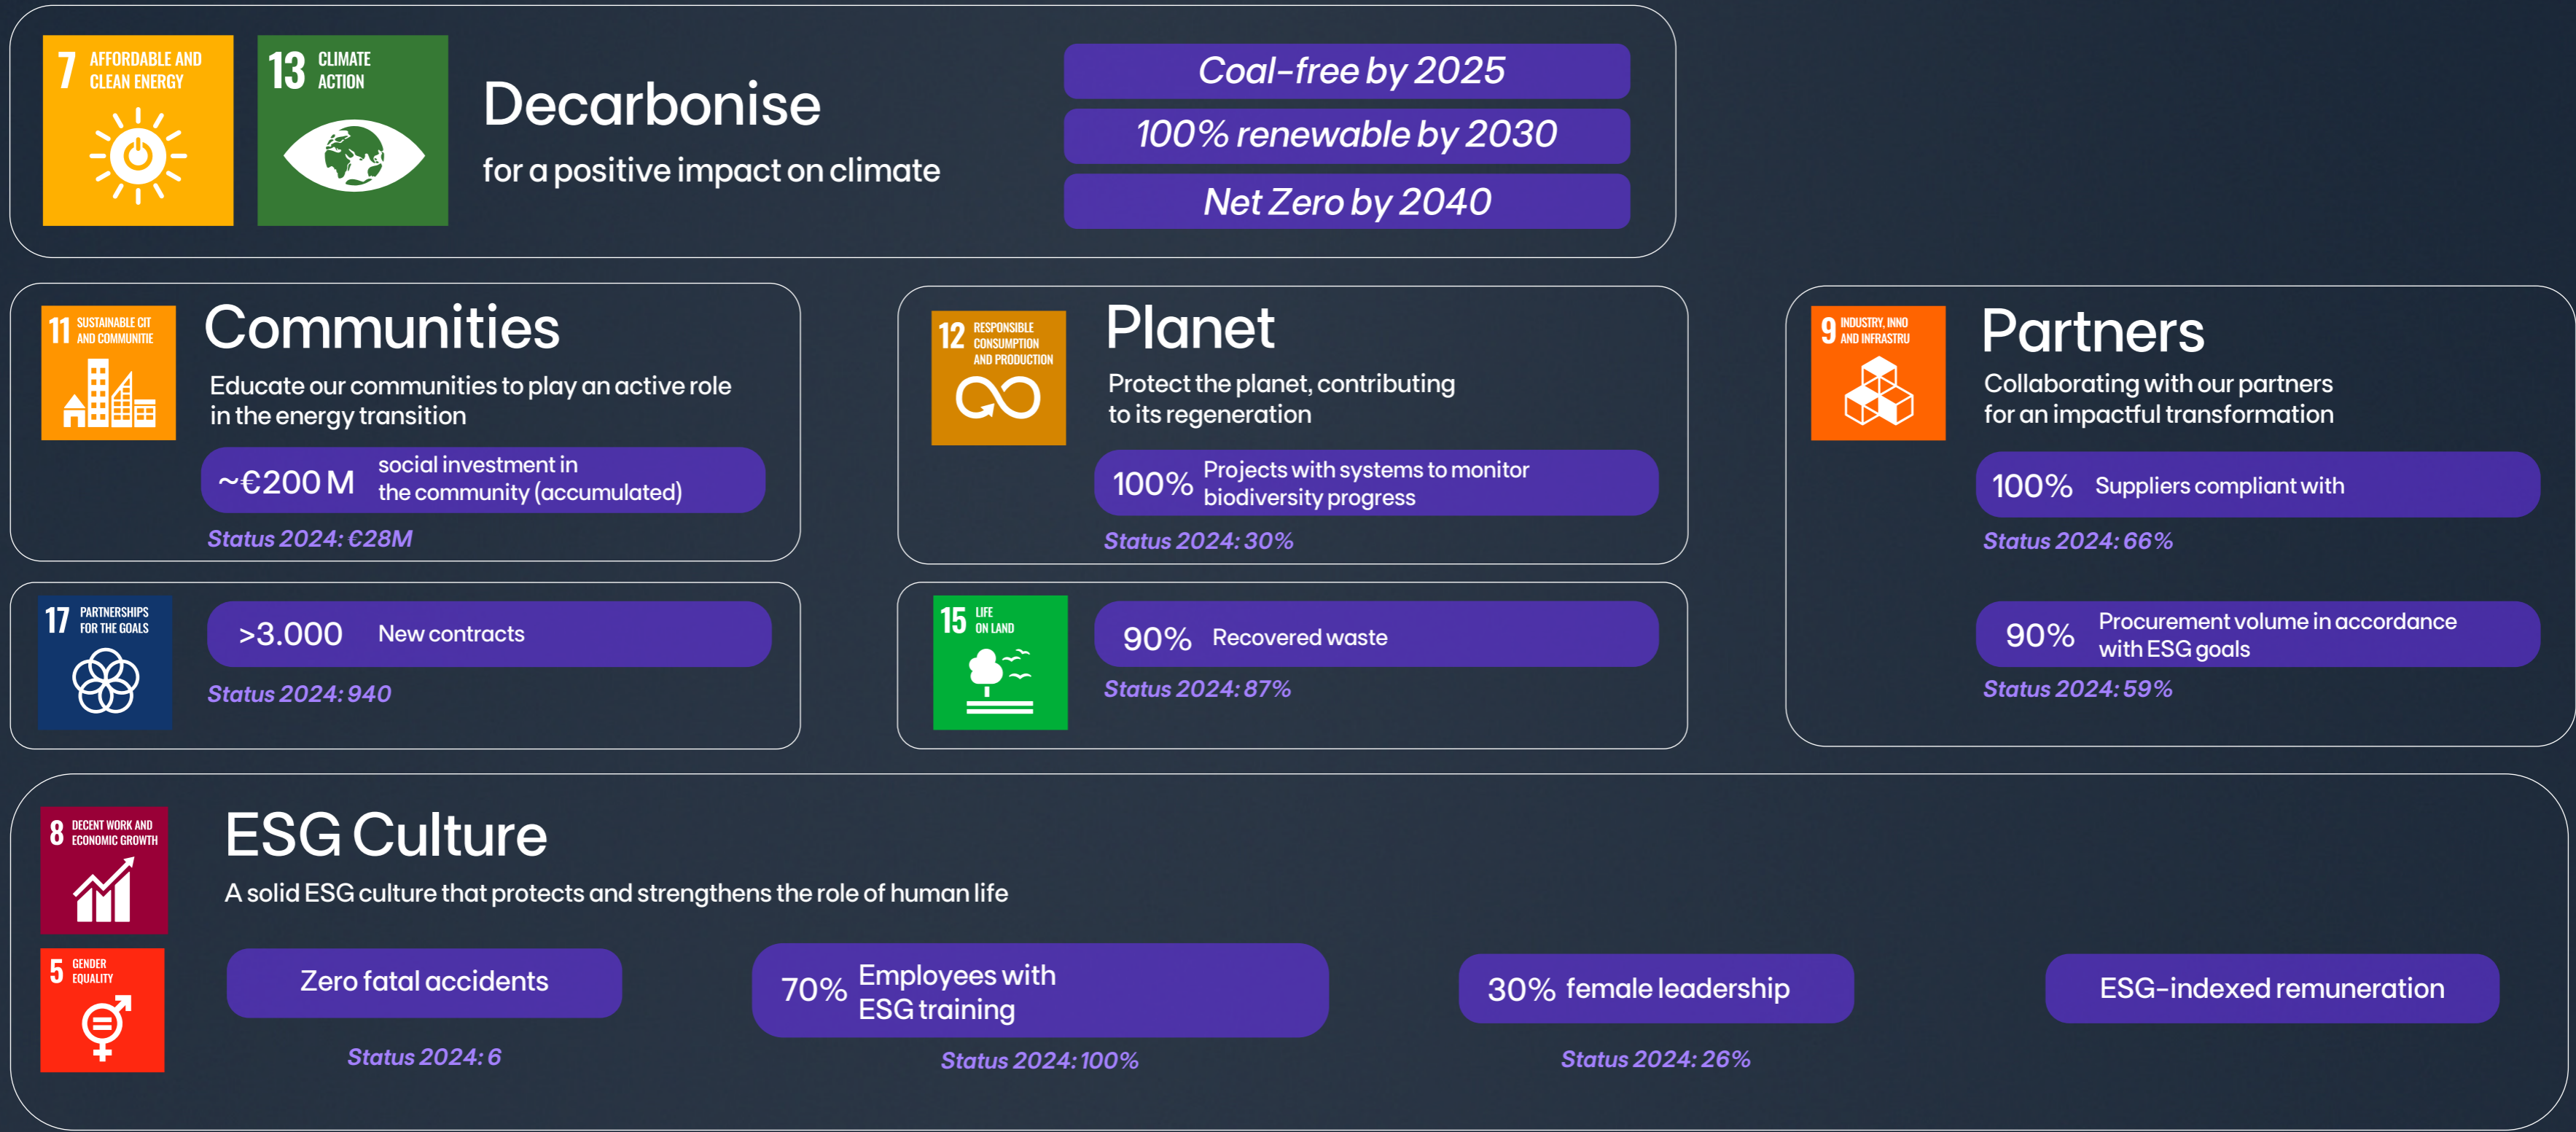 7 AFFORDABLE AND
CLEAN ENERGY
13 CLIMATE
ACTION
Decarbonise
for a positive impact on climate
Coal-free by 2025
100% renewable by 2030
Net Zero by 2040
11 SUSTAINABLE CIT
AND COMMUNITIE
Communities
Educate our communities to play an active role
in the energy transition
~€200 M social investment in
the community (accumulated)
Status 2024: €28M
17 PARTNERSHIPS
FOR THE GOALS
>3.000 New contracts
Status 2024: 940
12 RESPONSIBLE
CONSUMPTION
AND PRODUCTION
Planet
Protect the planet, contributing
to its regeneration
100% Projects with systems to monitor
biodiversity progress
Status 2024: 30%
15 LIFE
ON LAND
90% Recovered waste
Status 2024: 87%
9 INDUSTRY, INNO
AND INFRASTRU
Partners
Collaborating with our partners
for an impactful transformation
100% Suppliers compliant with
Status 2024: 66%
90% Procurement volume in accordance
with ESG goals
Status 2024: 59%
8 DECENT WORK AND
ECONOMIC GROWTH
ESG Culture
A solid ESG culture that protects and strengthens the role of human life
5 GENDER
EQUALITY
Zero fatal accidents
Status 2024: 6
70% Employees with
ESG training
Status 2024: 100%
30% female leadership
Status 2024: 26%
ESG-indexed remuneration